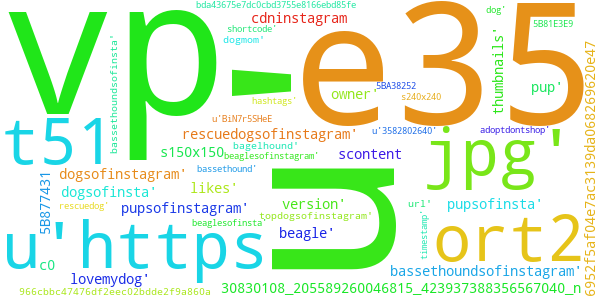 bda43675e7dc0cbd3755e8166ebd85fe
dog'
vp
-
e35
shortcode'
cdninstagram
5B81E3E9
dogmom'
bassethoundsofinsta'
thumbnails'
5BA38252
pup'
owner'
s240x240
hashtags'
t51
u'BiN7r5SHeE
rescuedogsofinstagram'
u'3582802640'
adoptdontshop'
jpg'
6952f5af04e7ac3139da068269620e47
bagelhound'
s150x150
beaglesofinstagram'
scontent
bassethound'
dogsofinstagram'
u
5B877431
dogsofinsta'
likes'
rescuedog'
pupsofinstagram'
version'
url'
pupsofinsta'
topdogsofinstagram'
timestamp'
ort2
beaglesofinsta'
beagle'
u'https
c0
bassethoundsofinstagram'
lovemydog'
966cbbc47476df2eec02bdde2f9a860a
30830108_205589260046815_423937388356567040_n